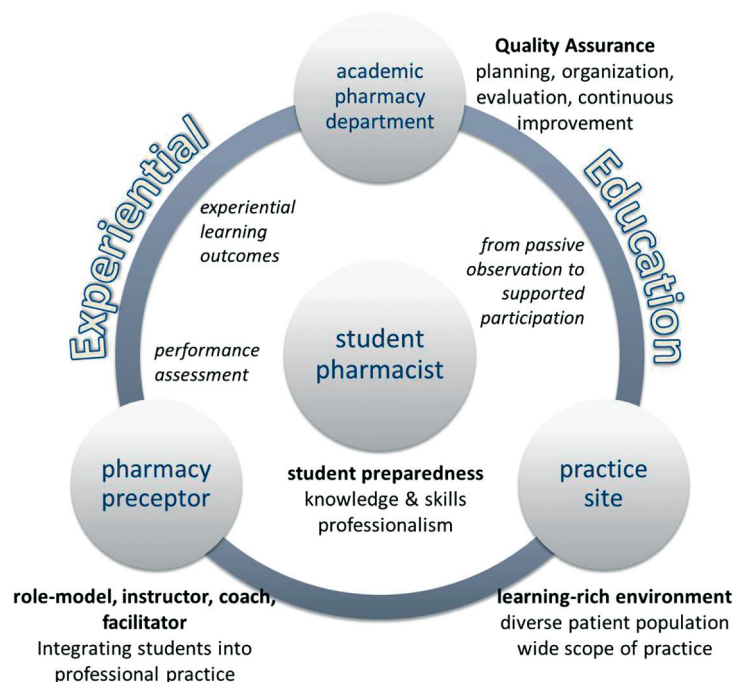 academic
pharmacy
department
Quality Assurance
planning, organization,
evaluation, continuous
improvement
Experiential
Education
experiential
learning
outcomes
from passive
observation to
supported
participation
student
pharmacist
performance
assessment
pharmacy
preceptor
student preparedness
knowledge & skills
professionalism
practice
site
role-model, instructor, coach,
facilitator
Integrating students into
professional practice
learning-rich environment
diverse patient population
wide scope of practice